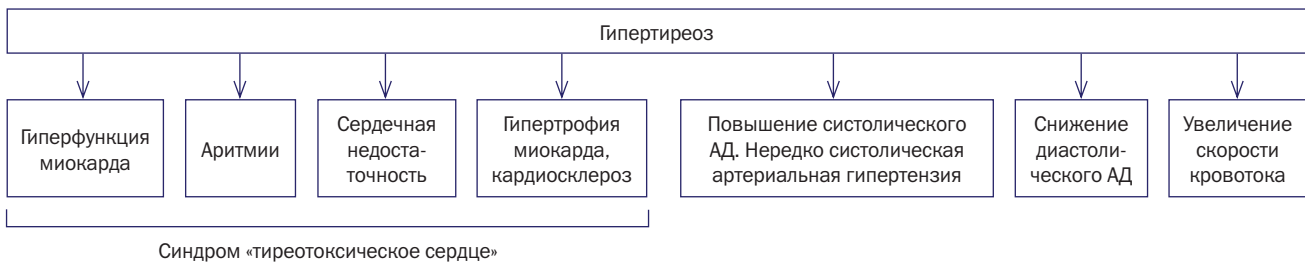 Гипертиреоз
Гиперфункция
миокарда
Аритмии
Сердечная
недоста-
точность
Гипертрофия
миокарда,
кардиосклероз
Повышение систолического
АД. Нередко систолическая
артериальная гипертензия
Снижение
диастоли-
ческого АД
Увеличение
скорости
кровотока
Синдром «тиреотоксическое сердце»